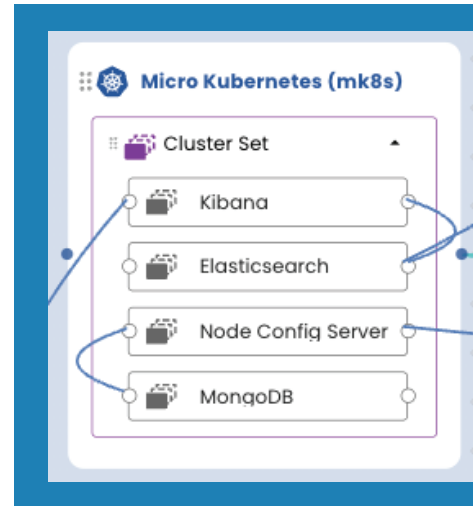 Micro Kubernetes (mk8s)
Cluster Set
Kibana
Elasticsearch
Node Config Server
MongoDB